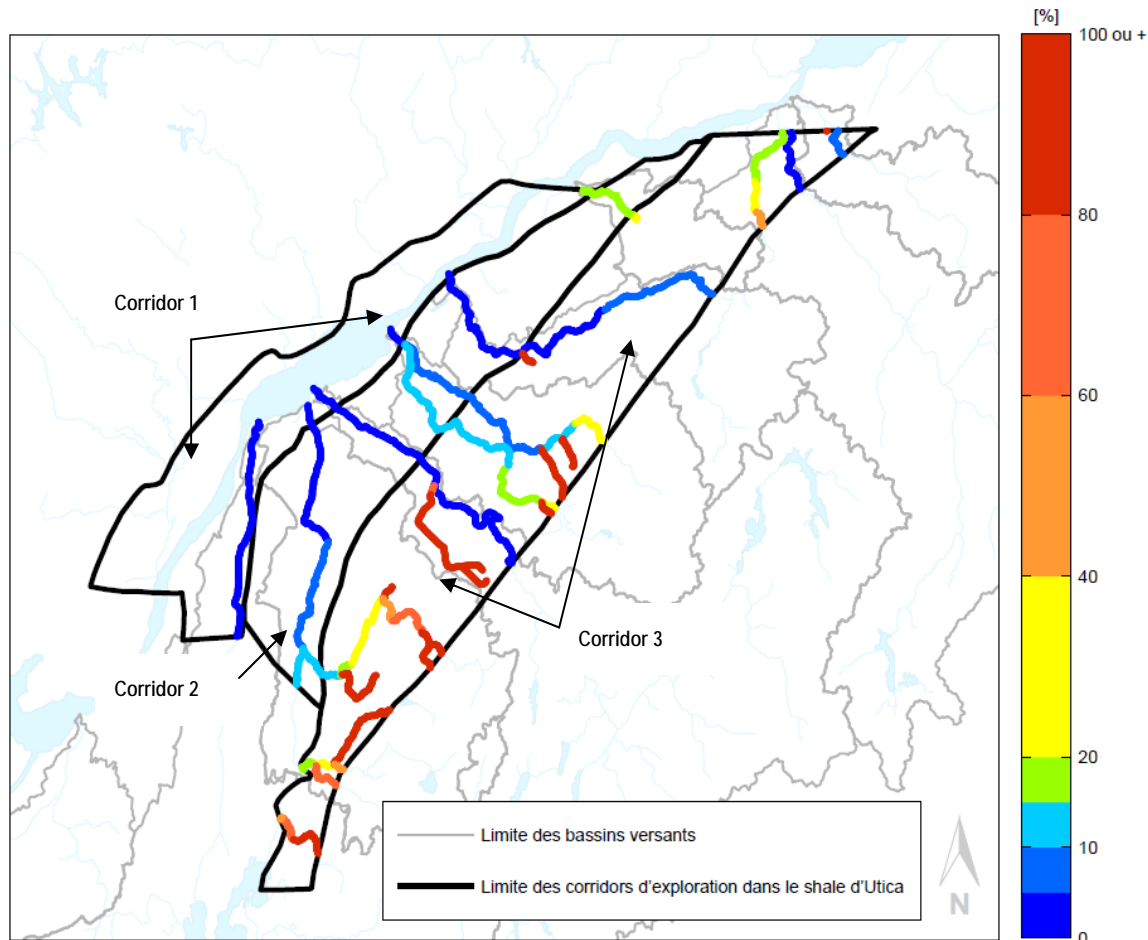 [%]
100 ou +
80
60
40
20
10
0
Corridor 1
Corridor 3
Corridor 2
Limite des bassins versants
Limite des corridors d'exploration dans le shale d'Utica
N